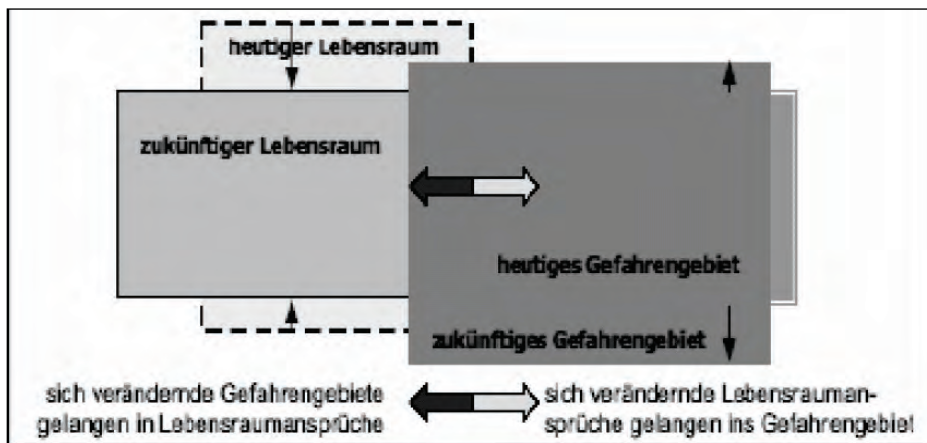 heutiger Lebensraum
zukünftiger Lebensraum
heutiges Gefahrengebiet
zukünftiges Gefahrengebiet
sich verändernde Gefahrengebiete
gelangen in Lebensraumansprüche
sich verändernde Lebensrauman-
sprüche gelangen ins Gefahrengebiet